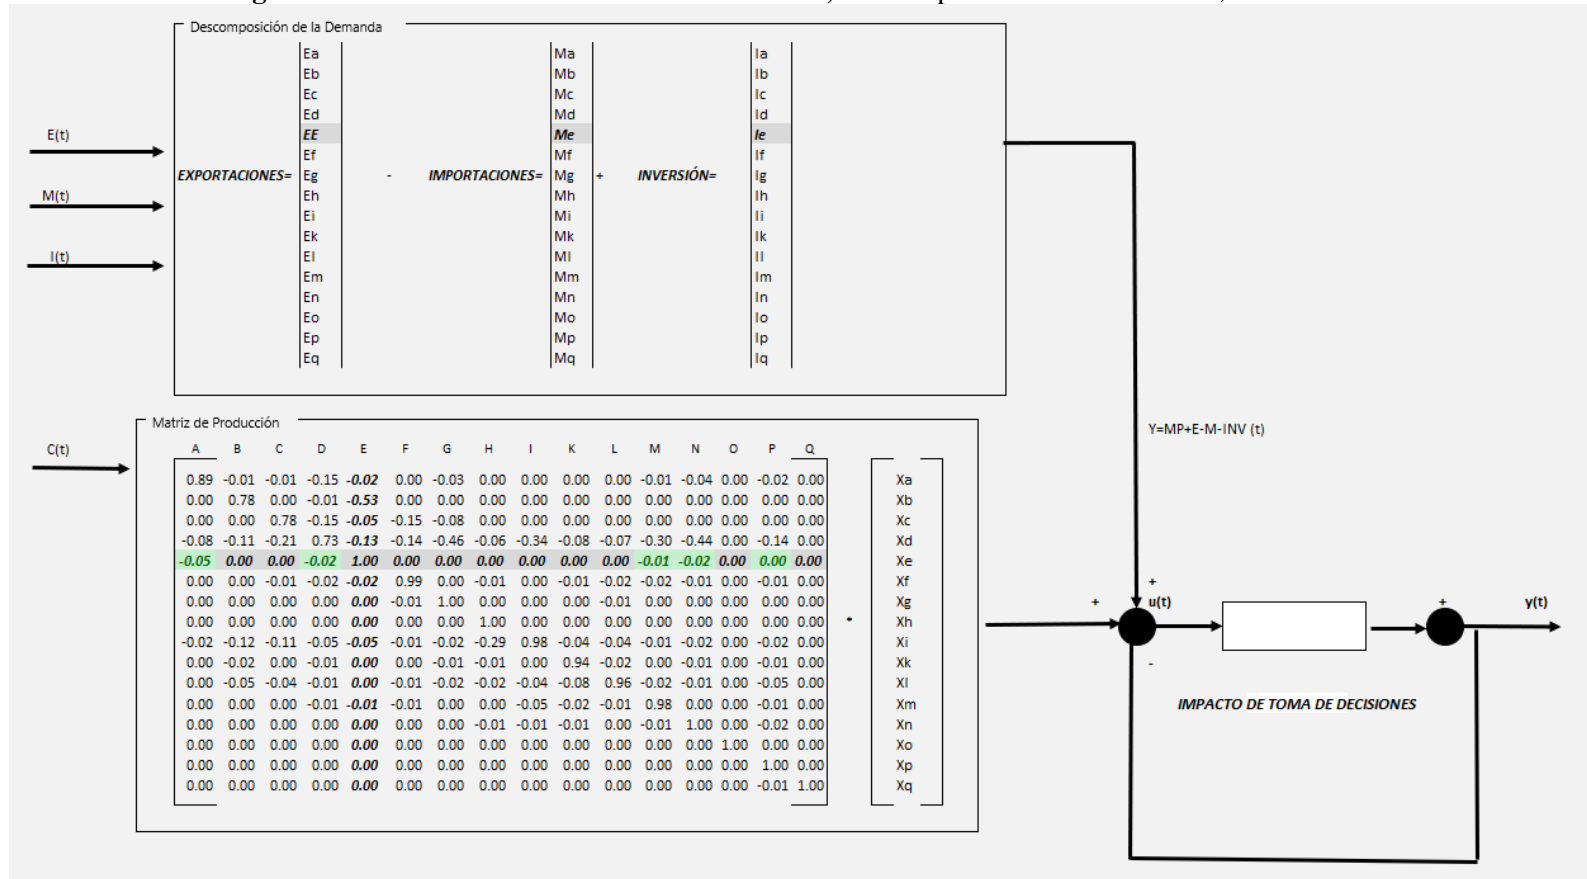 Descomposición de la Demanda
Ea Ma Ia
Eb Mb Ib
Ec Mc Ic
Ed Md Id
E(t) EE Me Ie
Ef Mf If
EXPORTACIONES= Eg - IMPORTACIONES= Mg + INVERSIÓN= Ig
M(t) Eh Mh Ih
Ei Mi Ii
Ek Mk Ik
I(t) El Ml Il
Em Mm Im
En Mn In
Eo Mo Io
Ep Mp Ip
Eq Mq Iq
Matriz de Producción
Y=MP+E-M-INV (t)
C(t) A B C D E F G H I K L M N O P Q
0.89 -0.01 -0.01 -0.15 -0.02 0.00 -0.03 0.00 0.00 0.00 0.00 -0.01 -0.04 0.00 -0.02 0.00 Xa
0.00 0.78 0.00 -0.01 -0.53 0.00 0.00 0.00 0.00 0.00 0.00 0.00 0.00 0.00 0.00 0.00 Xb
0.00 0.00 0.78 -0.15 -0.05 -0.15 -0.08 0.00 0.00 0.00 0.00 0.00 0.00 0.00 0.00 0.00 Xc
-0.08 -0.11 -0.21 0.73 -0.13 -0.14 -0.46 -0.06 -0.34 -0.08 -0.07 -0.30 -0.44 0.00 -0.14 0.00 Xd
-0.05 0.00 0.00 -0.02 1.00 0.00 0.00 0.00 0.00 0.00 0.00 -0.01 -0.02 0.00 0.00 0.00 Xe
0.00 0.00 -0.01 -0.02 -0.02 0.99 0.00 -0.01 0.00 -0.01 -0.02 -0.02 -0.01 0.00 -0.01 0.00 Xf +
0.00 0.00 0.00 0.00 0.00 -0.01 1.00 0.00 0.00 0.00 -0.01 0.00 0.00 0.00 0.00 0.00 Xg + u(t) + y(t)
0.00 0.00 0.00 0.00 0.00 0.00 0.00 1.00 0.00 0.00 0.00 0.00 0.00 0.00 0.00 0.00 * Xh
-0.02 -0.12 -0.11 -0.05 -0.05 -0.01 -0.02 -0.29 0.98 -0.04 -0.04 -0.01 -0.02 0.00 -0.02 0.00 Xi
0.00 -0.02 0.00 -0.01 0.00 0.00 -0.01 -0.01 0.00 0.94 -0.02 0.00 -0.01 0.00 -0.01 0.00 Xk -
0.00 -0.05 -0.04 -0.01 0.00 -0.01 -0.02 -0.02 -0.04 -0.08 0.96 -0.02 -0.01 0.00 -0.05 0.00 Xl
0.00 0.00 0.00 -0.01 -0.01 -0.01 0.00 0.00 -0.05 -0.02 -0.01 0.98 0.00 0.00 -0.01 0.00 Xm IMPACTO DE TOMA DE DECISIONES
0.00 0.00 0.00 0.00 0.00 0.00 0.00 -0.01 -0.01 -0.01 0.00 -0.01 1.00 0.00 -0.02 0.00 Xn
0.00 0.00 0.00 0.00 0.00 0.00 0.00 0.00 0.00 0.00 0.00 0.00 0.00 1.00 0.00 0.00 Xo
0.00 0.00 0.00 0.00 0.00 0.00 0.00 0.00 0.00 0.00 0.00 0.00 0.00 0.00 1.00 0.00 Xp
0.00 0.00 0.00 0.00 0.00 0.00 0.00 0.00 0.00 0.00 0.00 0.00 0.00 0.00 -0.01 1.00 Xq